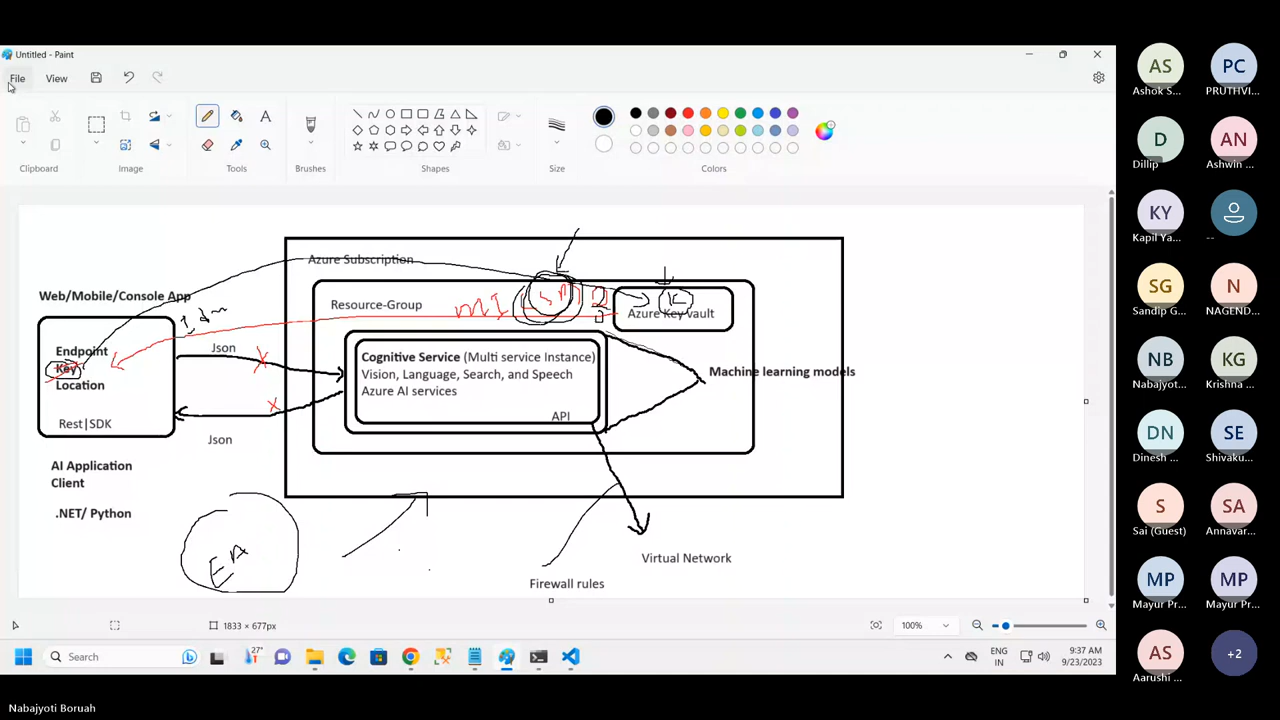 Untitled - Paint
File
View
Clipboard
Image
Tools
Brushes
Shapes
Size
Colors
Azure Subscription
Web/Mobile/Console App
Resource-Group
MI
K
Azure Key Vault
Endpoint
Key
Location
Rest|SDK
Json
Json
Cognitive Service (Multi service Instance)
Vision, Language, Search, and Speech
Azure AI services
API
Machine learning models
AI Application
Client
.NET/ Python
EA
Virtual Network
Firewall rules
1833 × 677px
100%
Search
27°
ENG
IN
9:37 AM
9/23/2023
AS
Ashok S...
PC
PRUTHVI...
D
Dillip
AN
Ashwin ...
KY
Kapil Ya...
--
SG
Sandip G...
N
NAGEND...
NB
Nabajyot...
KG
Krishna ...
DN
Dinesh ...
SE
Shivaku...
S
Sai (Guest)
SA
Annavar...
MP
Mayur Pr...
MP
Mayur Pr...
AS
Aarushi ...
+2
Nabajyoti Boruah